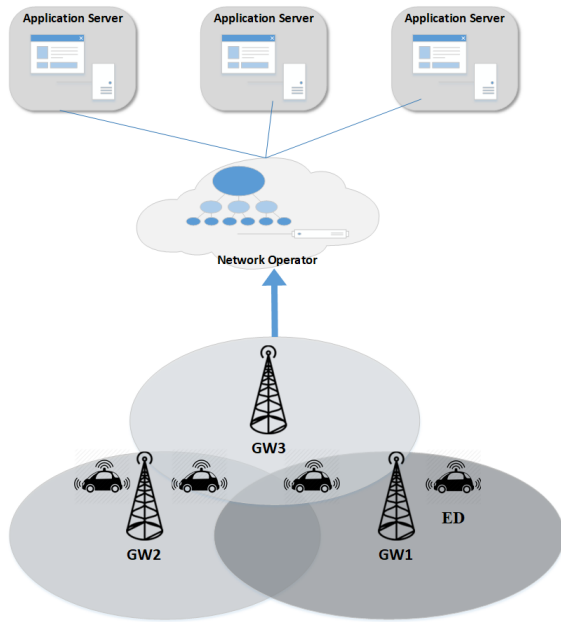 Application Server
Application Server
Application Server
Network Operator
GW3
GW2
GW1
ED